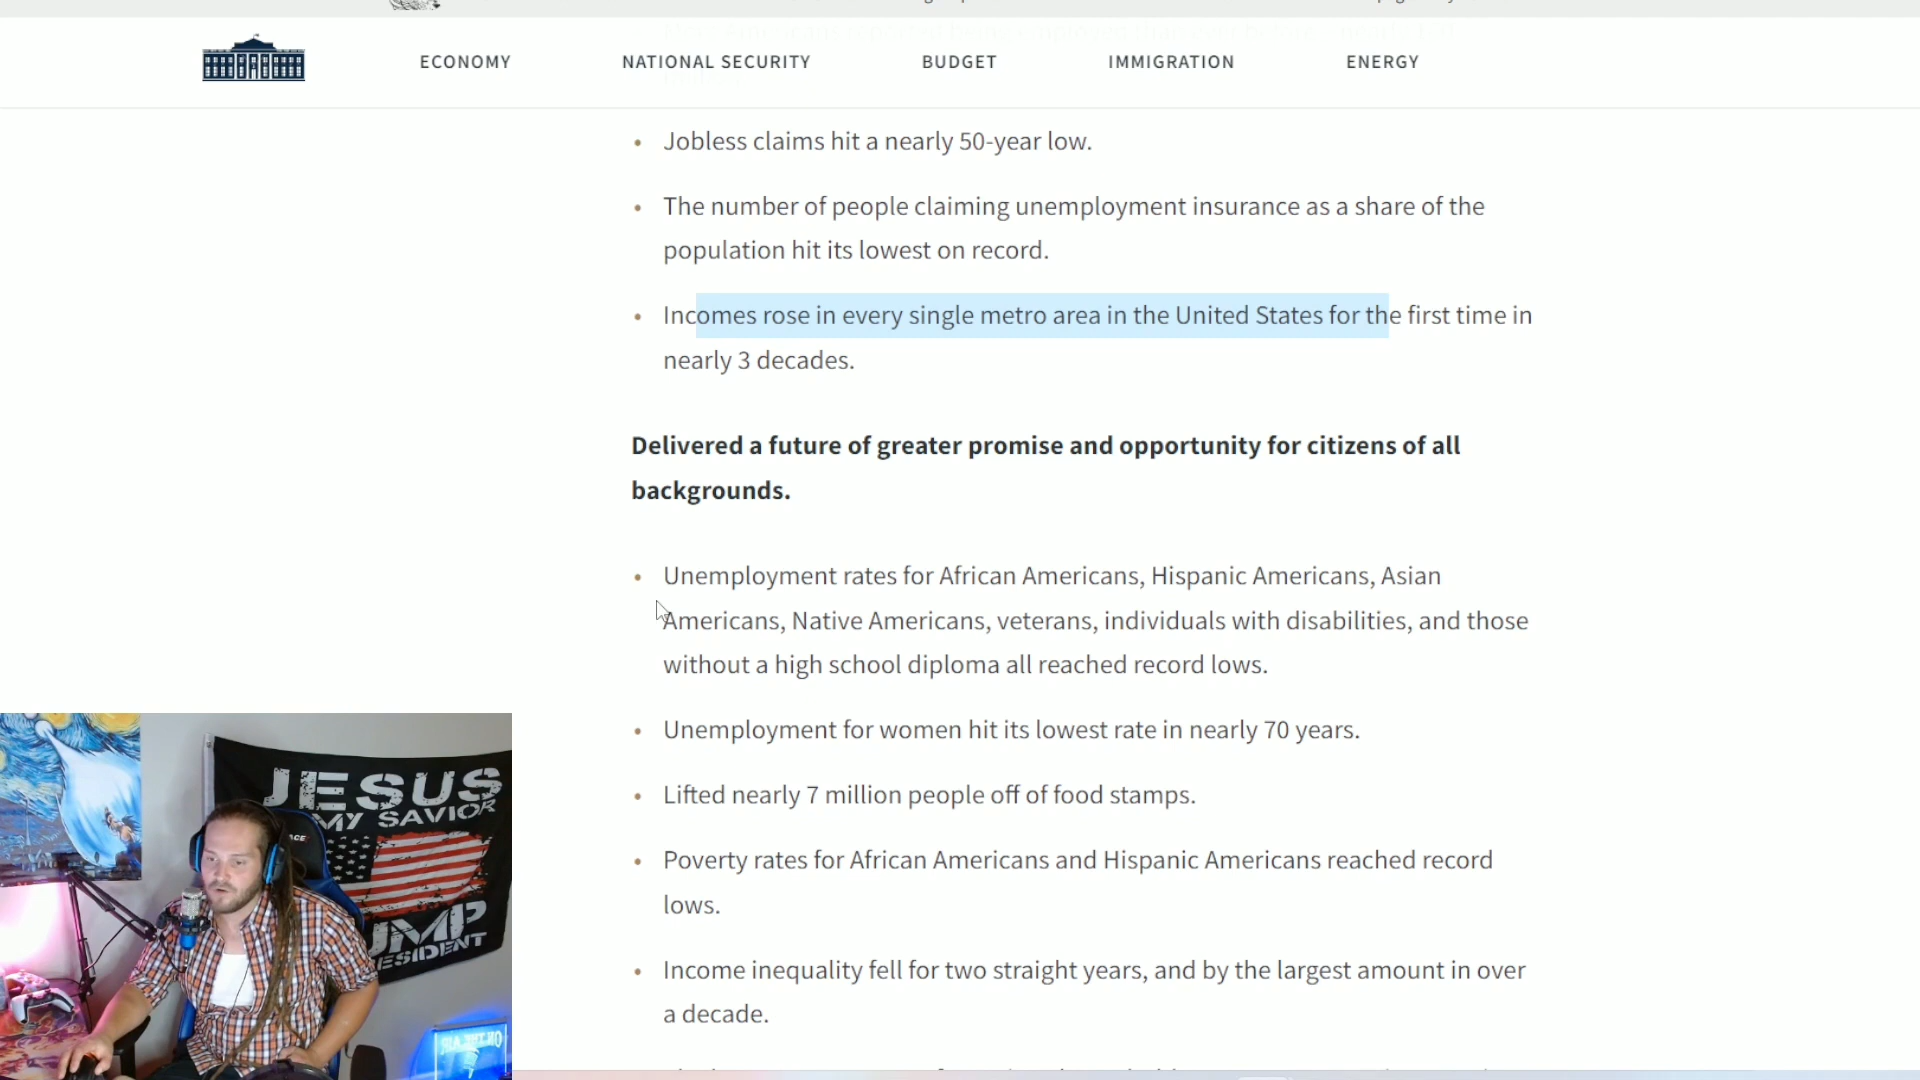 ECONOMY
NATIONAL SECURITY
BUDGET
IMMIGRATION
ENERGY
• Jobless claims hit a nearly 50-year low.
• The number of people claiming unemployment insurance as a share of the
population hit its lowest on record.
• Incomes rose in every single metro area in the United States for the first time in
nearly 3 decades.
Delivered a future of greater promise and opportunity for citizens of all
backgrounds.
• Unemployment rates for African Americans, Hispanic Americans, Asian
Americans, Native Americans, veterans, individuals with disabilities, and those
without a high school diploma all reached record lows.
• Unemployment for women hit its lowest rate in nearly 70 years.
• Lifted nearly 7 million people off of food stamps.
• Poverty rates for African Americans and Hispanic Americans reached record
lows.
• Income inequality fell for two straight years, and by the largest amount in over
a decade.
JESUS
MY SAVIOR
UMP
ESIDENT
ON THE AIR